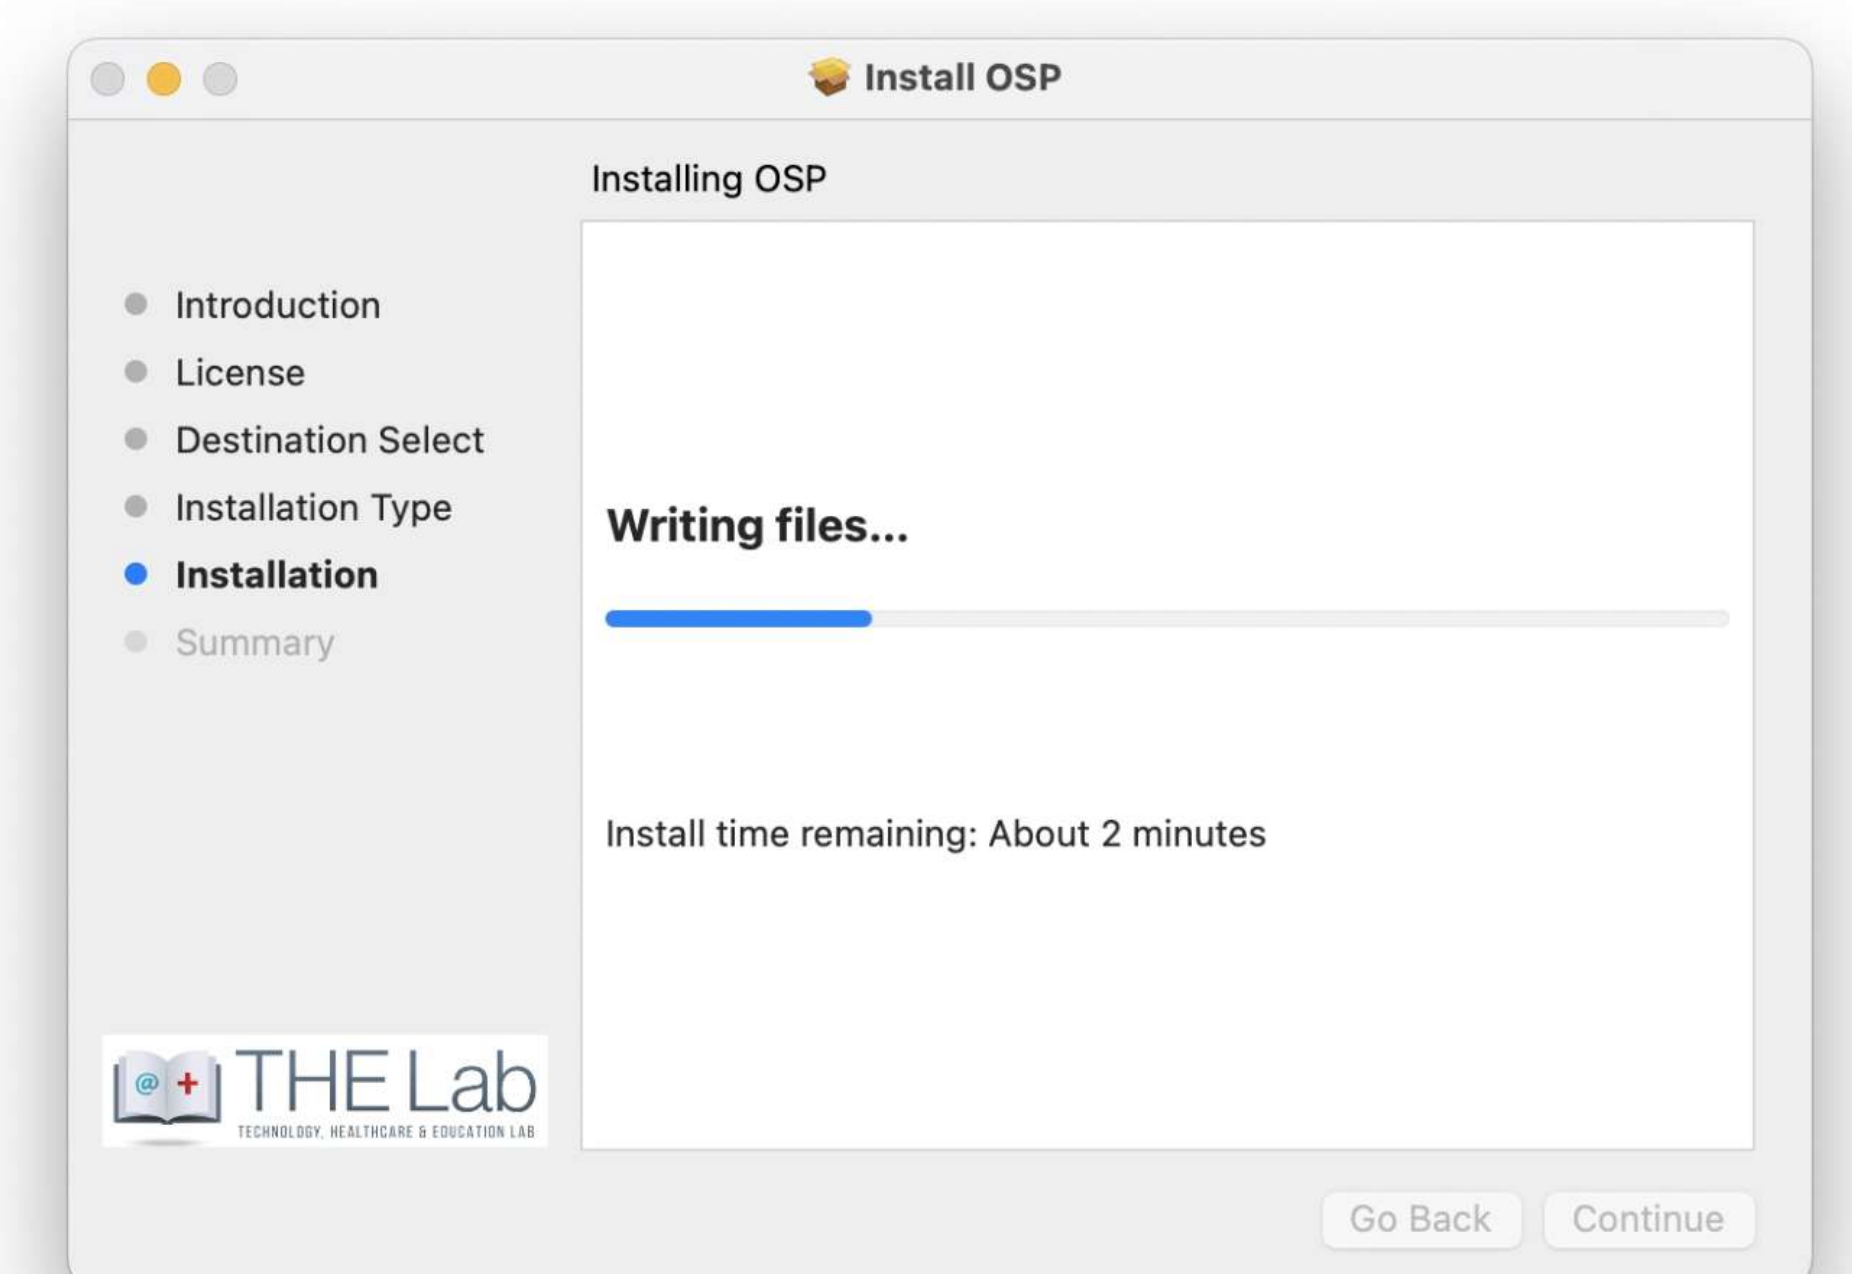 Install OSP
Installing OSP
Introduction
License
Destination Select
Installation Type
Installation
Summary
Writing files...
Install time remaining: About 2 minutes
@ + THE Lab
TECHNOLOGY, HEALTHCARE & EDUCATION LAB
Go Back
Continue